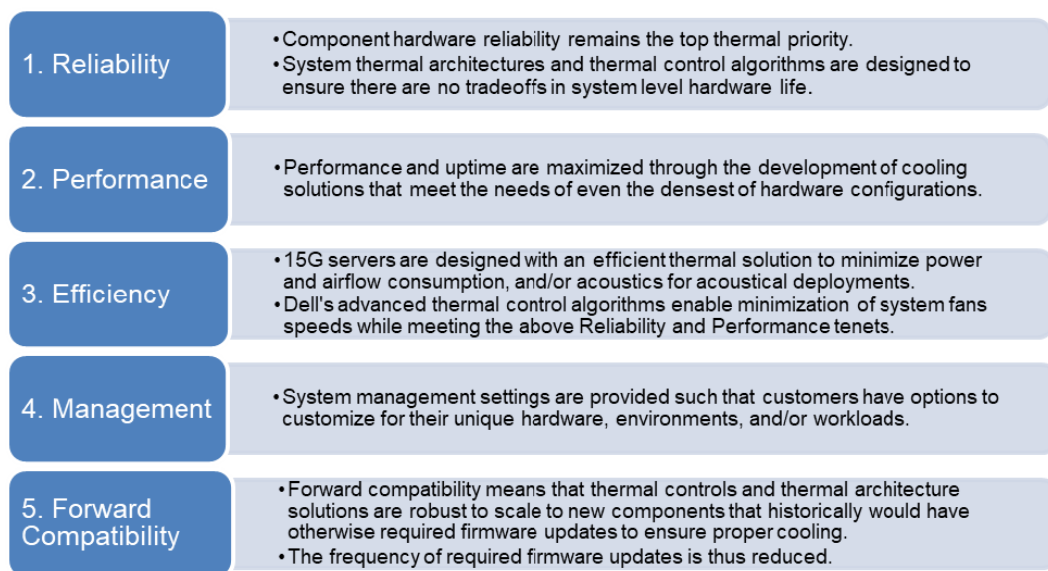 1. Reliability
•Component hardware reliability remains the top thermal priority.
•System thermal architectures and thermal control algorithms are designed to
ensure there are no tradeoffs in system level hardware life.
2. Performance
•Performance and uptime are maximized through the development of cooling
solutions that meet the needs of even the densest of hardware configurations.
3. Efficiency
•15G servers are designed with an efficient thermal solution to minimize power
and airflow consumption, and/or acoustics for acoustical deployments.
•Dell's advanced thermal control algorithms enable minimization of system fans
speeds while meeting the above Reliability and Performance tenets.
4. Management
•System management settings are provided such that customers have options to
customize for their unique hardware, environments, and/or workloads.
5. Forward
Compatibility
•Forward compatibility means that thermal controls and thermal architecture
solutions are robust to scale to new components that historically would have
otherwise required firmware updates to ensure proper cooling.
•The frequency of required firmware updates is thus reduced.